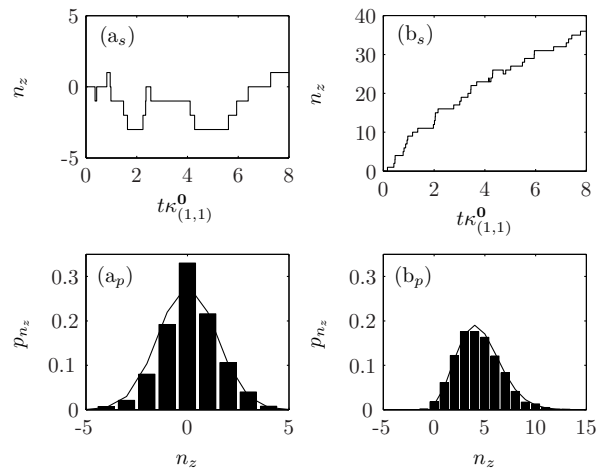 (a_s)
n_z
5
0
-5
0 2 4 6 8
tκ^0_{(1,1)}
(b_s)
n_z
40
30
20
10
0
0 2 4 6 8
tκ^0_{(1,1)}
(a_p)
p_{n_z}
0.3
0.2
0.1
0
-5 0 5
n_z
(b_p)
p_{n_z}
0.3
0.2
0.1
0
-5 0 5 10 15
n_z